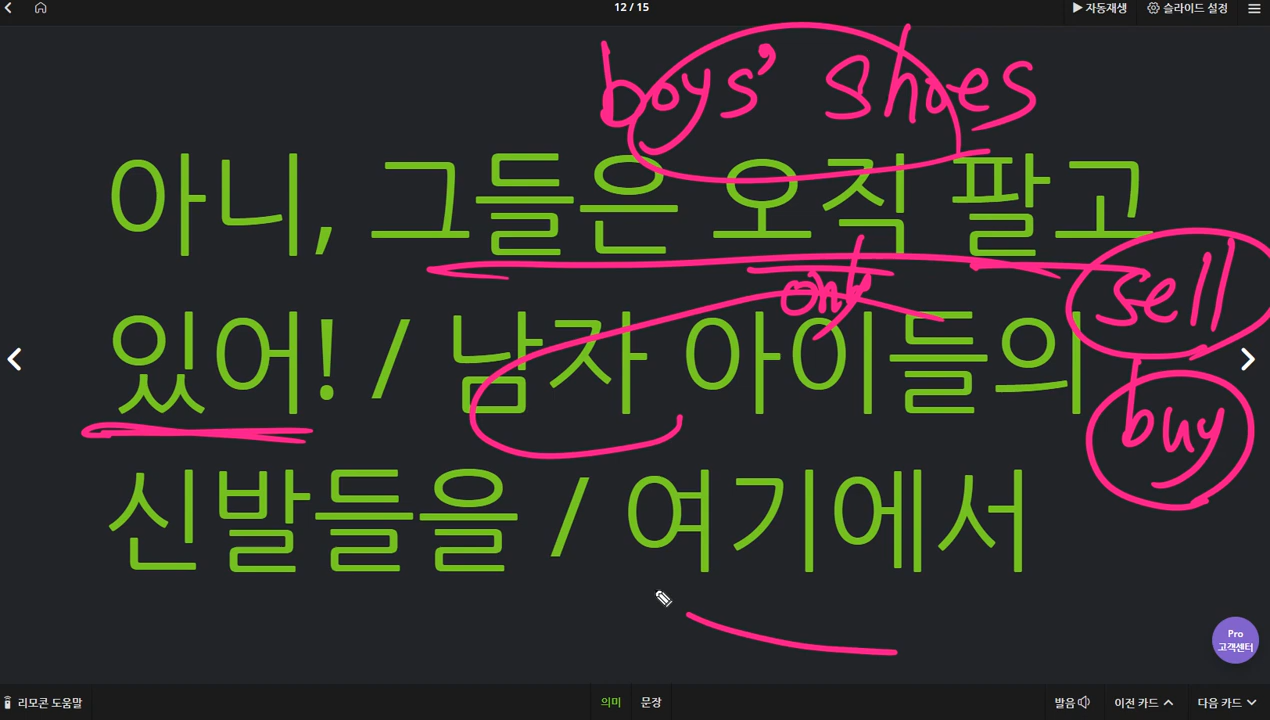 12 / 15
자동재생
슬라이드 설정
boys' shoes
아니, 그들은 오직 팔고
only
sell
있어! / 남자 아이들의
buy
신발들을 / 여기에서
Pro
고객센터
리모콘 도움말
의미
문장
발음
이전 카드
다음 카드